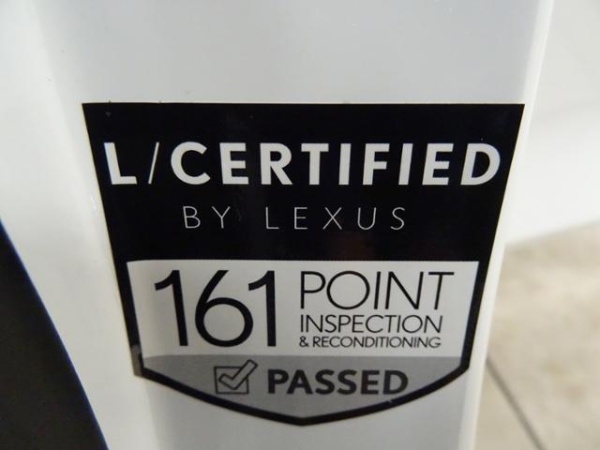 L/CERTIFIED
BY LEXUS
161 POINT
INSPECTION
& RECONDITIONING
PASSED